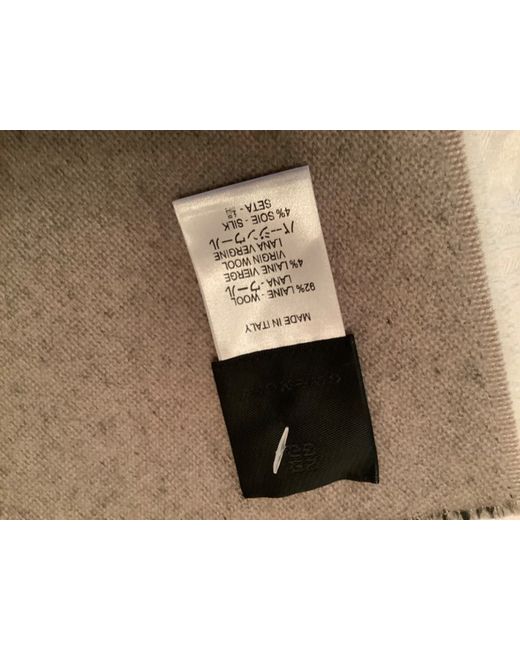 GIVENCHY
MADE IN ITALY
92% LAINE - WOOL
LANA-ウール
4% LAINE VIERGE
VIRGIN WOOL
LANA VERGINE
バージンウール
4% SOIE - SILK
SETA -